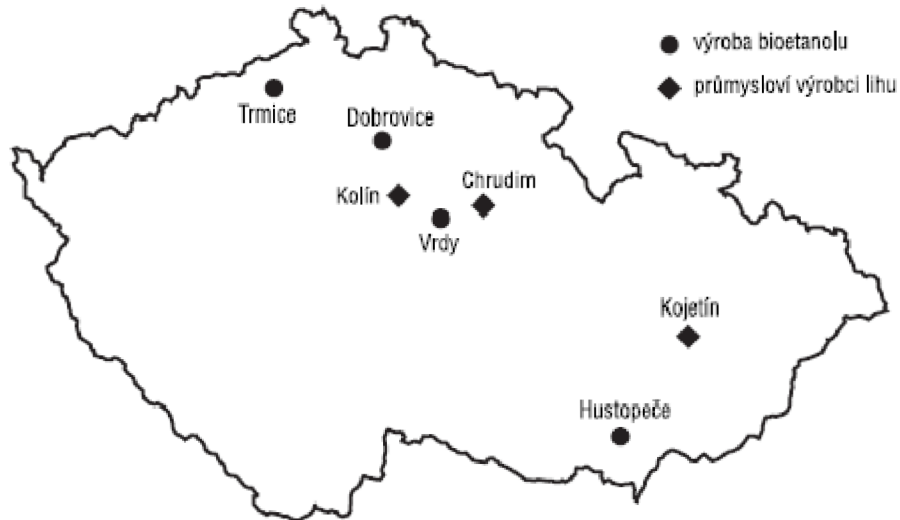 výroba bioetanolu
průmysloví výrobci lihu
Trmice
Dobrovice
Kolín
Chrudim
Vrdy
Kojetín
Hustopeče